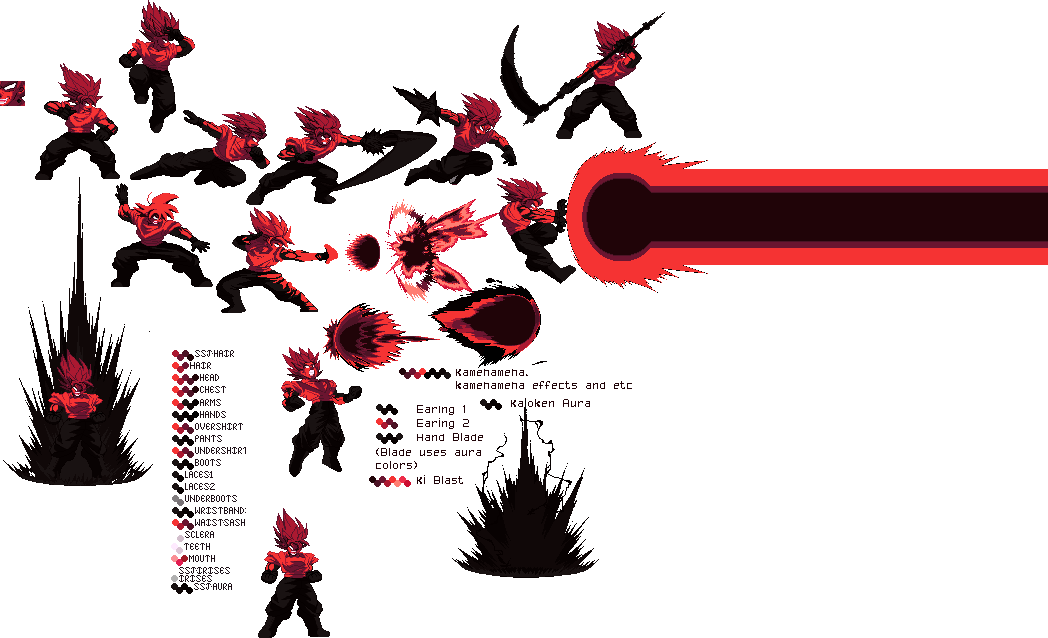 SSJHAIR
HAIR
HEAD
CHEST
ARMS
HANDS
OVERSHIRT
PANTS
UNDERSHIRT
BOOTS
LACES1
LACES2
UNDERBOOTS
WRISTBAND:
WAISTSASH
SCLERA
TEETH
MOUTH
SSJIRISES
IRISES
SSJAURA
Kamehameha,
kamehameha effects and etc
Earing 1
Kaioken Aura
Earing 2
Hand Blade
(Blade uses aura
colors)
Ki Blast